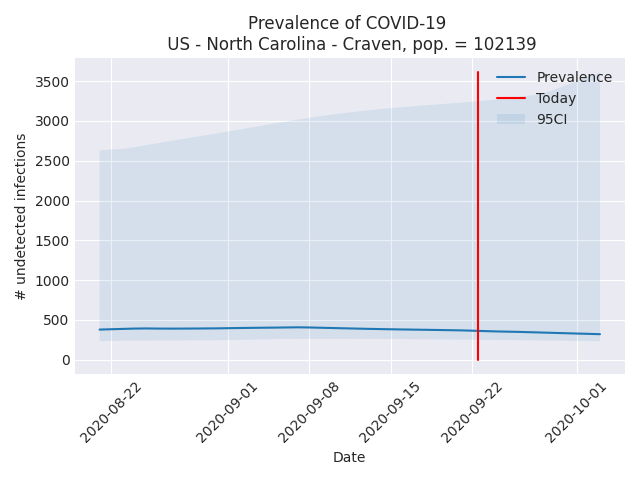 Prevalence of COVID-19
US - North Carolina - Craven, pop. = 102139
Prevalence
Today
95CI
# undetected infections
3500
3000
2500
2000
1500
1000
500
0
2020-08-22
2020-09-01
2020-09-08
2020-09-15
2020-09-22
2020-10-01
Date